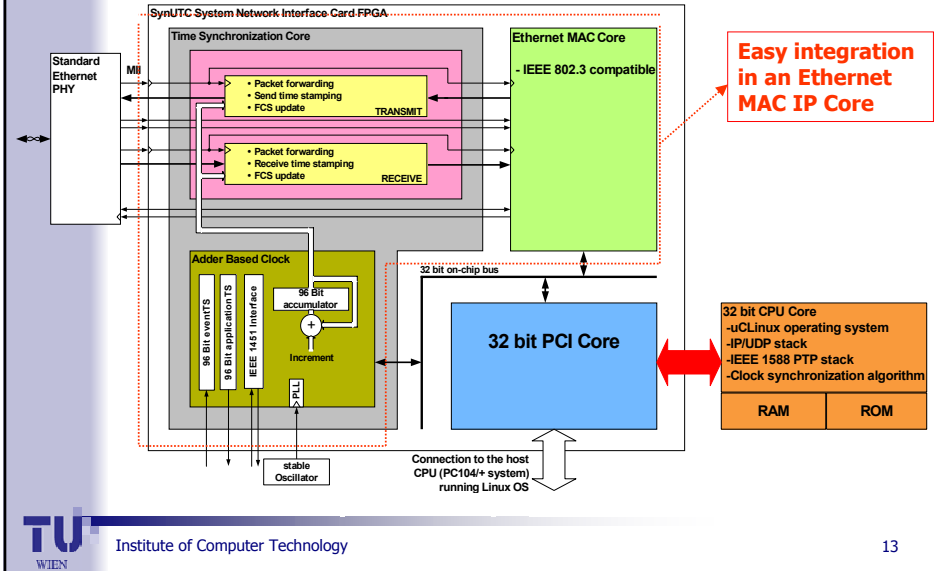 SynUTC System Network Interface Card FPGA
Time Synchronization Core
Ethernet MAC Core
- IEEE 802.3 compatible
Standard
Ethernet
PHY
MII
• Packet forwarding
• Send time stamping
• FCS update
TRANSMIT
• Packet forwarding
• Receive time stamping
• FCS update
RECEIVE
Easy integration
in an Ethernet
MAC IP Core
Adder Based Clock
96 Bit eventTS
96 Bit application TS
IEEE 1451 Interface
96 Bit
accumulator
+
Increment
PLL
32 bit on-chip bus
32 bit PCI Core
32 bit CPU Core
-uCLinux operating system
-IP/UDP stack
-IEEE 1588 PTP stack
-Clock synchronization algorithm
RAM
ROM
stable
Oscillator
Connection to the host
CPU (PC104/+ system)
running Linux OS
TU
WIEN
Institute of Computer Technology
13